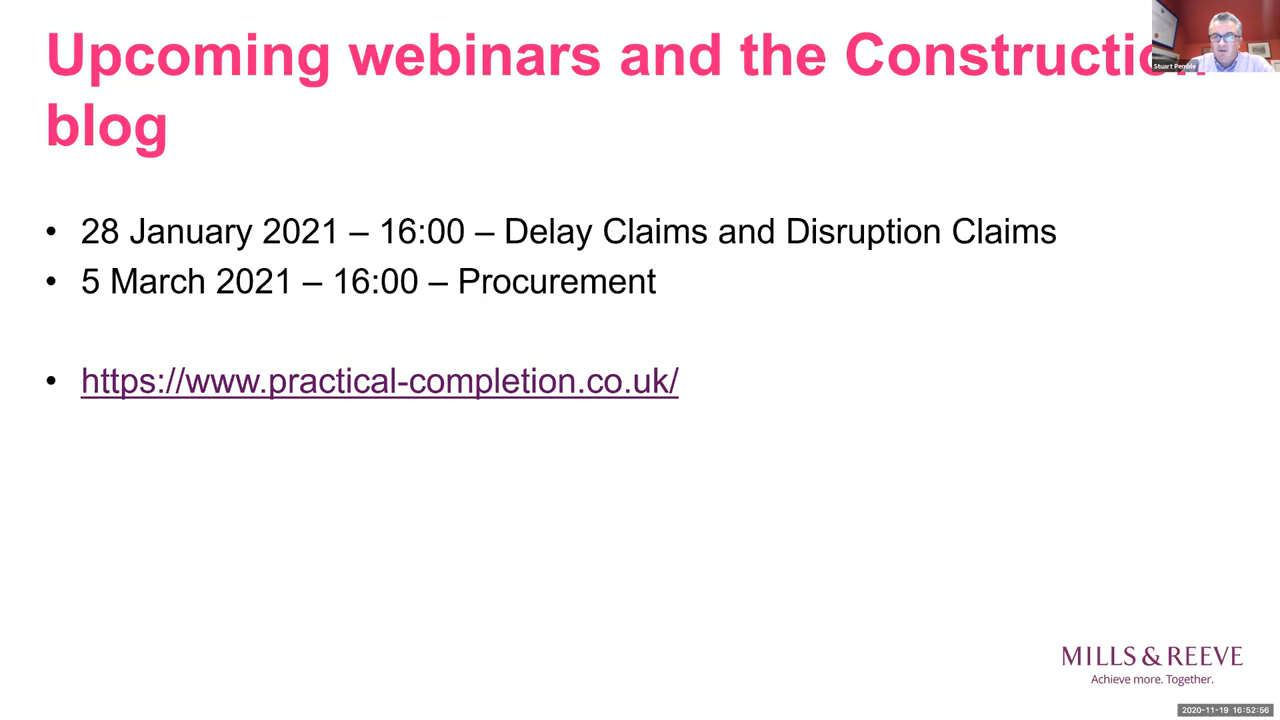 Upcoming webinars and the Construction
blog
Stuart Pemble
• 28 January 2021 – 16:00 – Delay Claims and Disruption Claims
• 5 March 2021 – 16:00 – Procurement
• https://www.practical-completion.co.uk/
MILLS & REEVE
Achieve more. Together.
2020-11-19 16:52:56